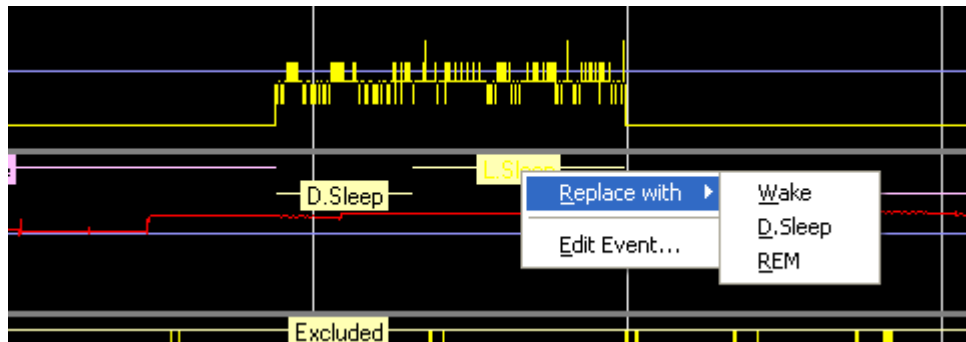 L.Sleep
D.Sleep
Replace with
Edit Event...
Wake
D.Sleep
REM
Excluded